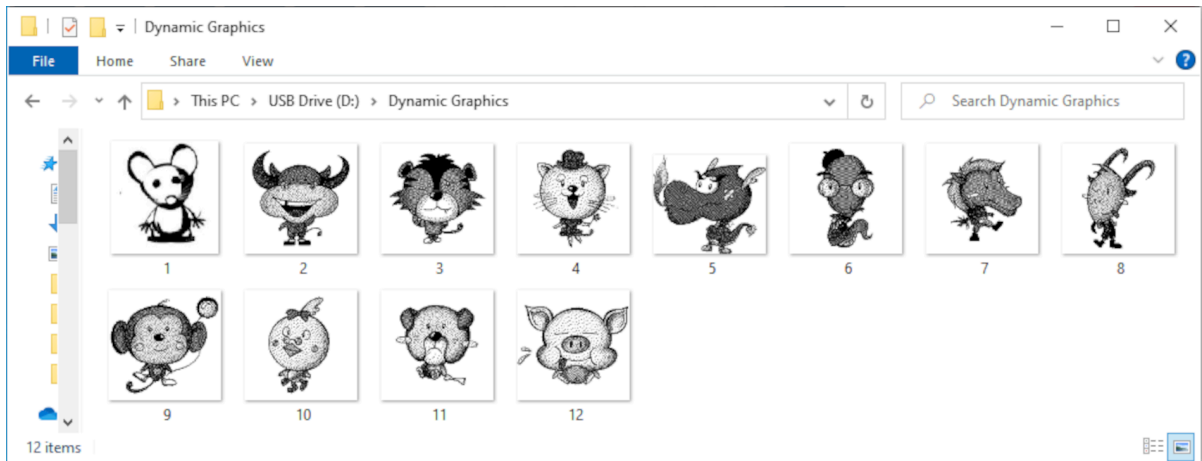 Dynamic Graphics
File Home Share View
This PC > USB Drive (D:) > Dynamic Graphics
Search Dynamic Graphics
1 2 3 4 5 6 7 8
9 10 11 12
12 items